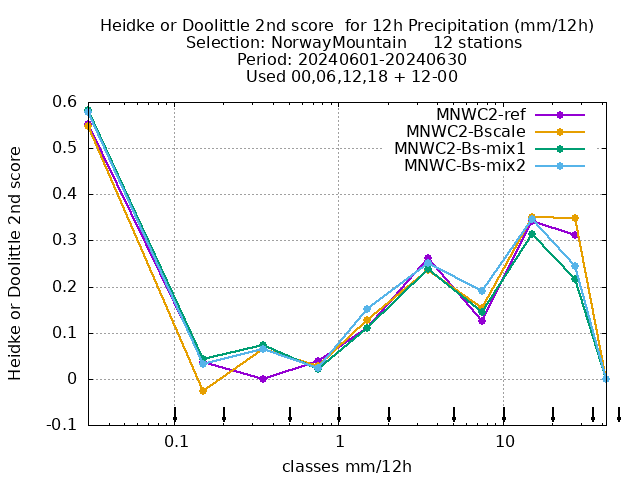 Heidke or Doolittle 2nd score  for 12h Precipitation (mm/12h)
Selection: NorwayMountain     12 stations
Period: 20240601-20240630
Used 00,06,12,18 + 12-00
MNWC2-ref
MNWC2-Bscale
MNWC2-Bs-mix1
MNWC-Bs-mix2
Heidke or Doolittle 2nd score
0.6
0.5
0.4
0.3
0.2
0.1
0
-0.1
0.1 1 10
classes mm/12h